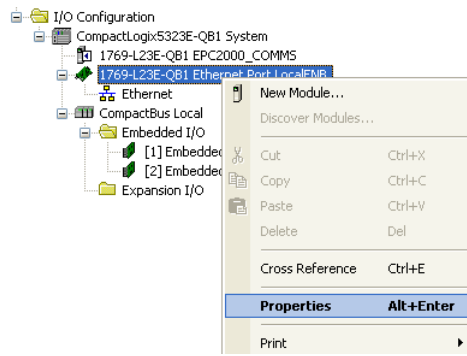 I/O Configuration
CompactLogix5323E-QB1 System
1769-L23E-QB1 EPC2000_COMMS
1769-L23E-QB1 Ethernet Port LocalENB
Ethernet
CompactBus Local
Embedded I/O
[1] Embedded
[2] Embedded
Expansion I/O
New Module...
Discover Modules...
Cut Ctrl+X
Copy Ctrl+C
Paste Ctrl+V
Delete Del
Cross Reference Ctrl+E
Properties Alt+Enter
Print